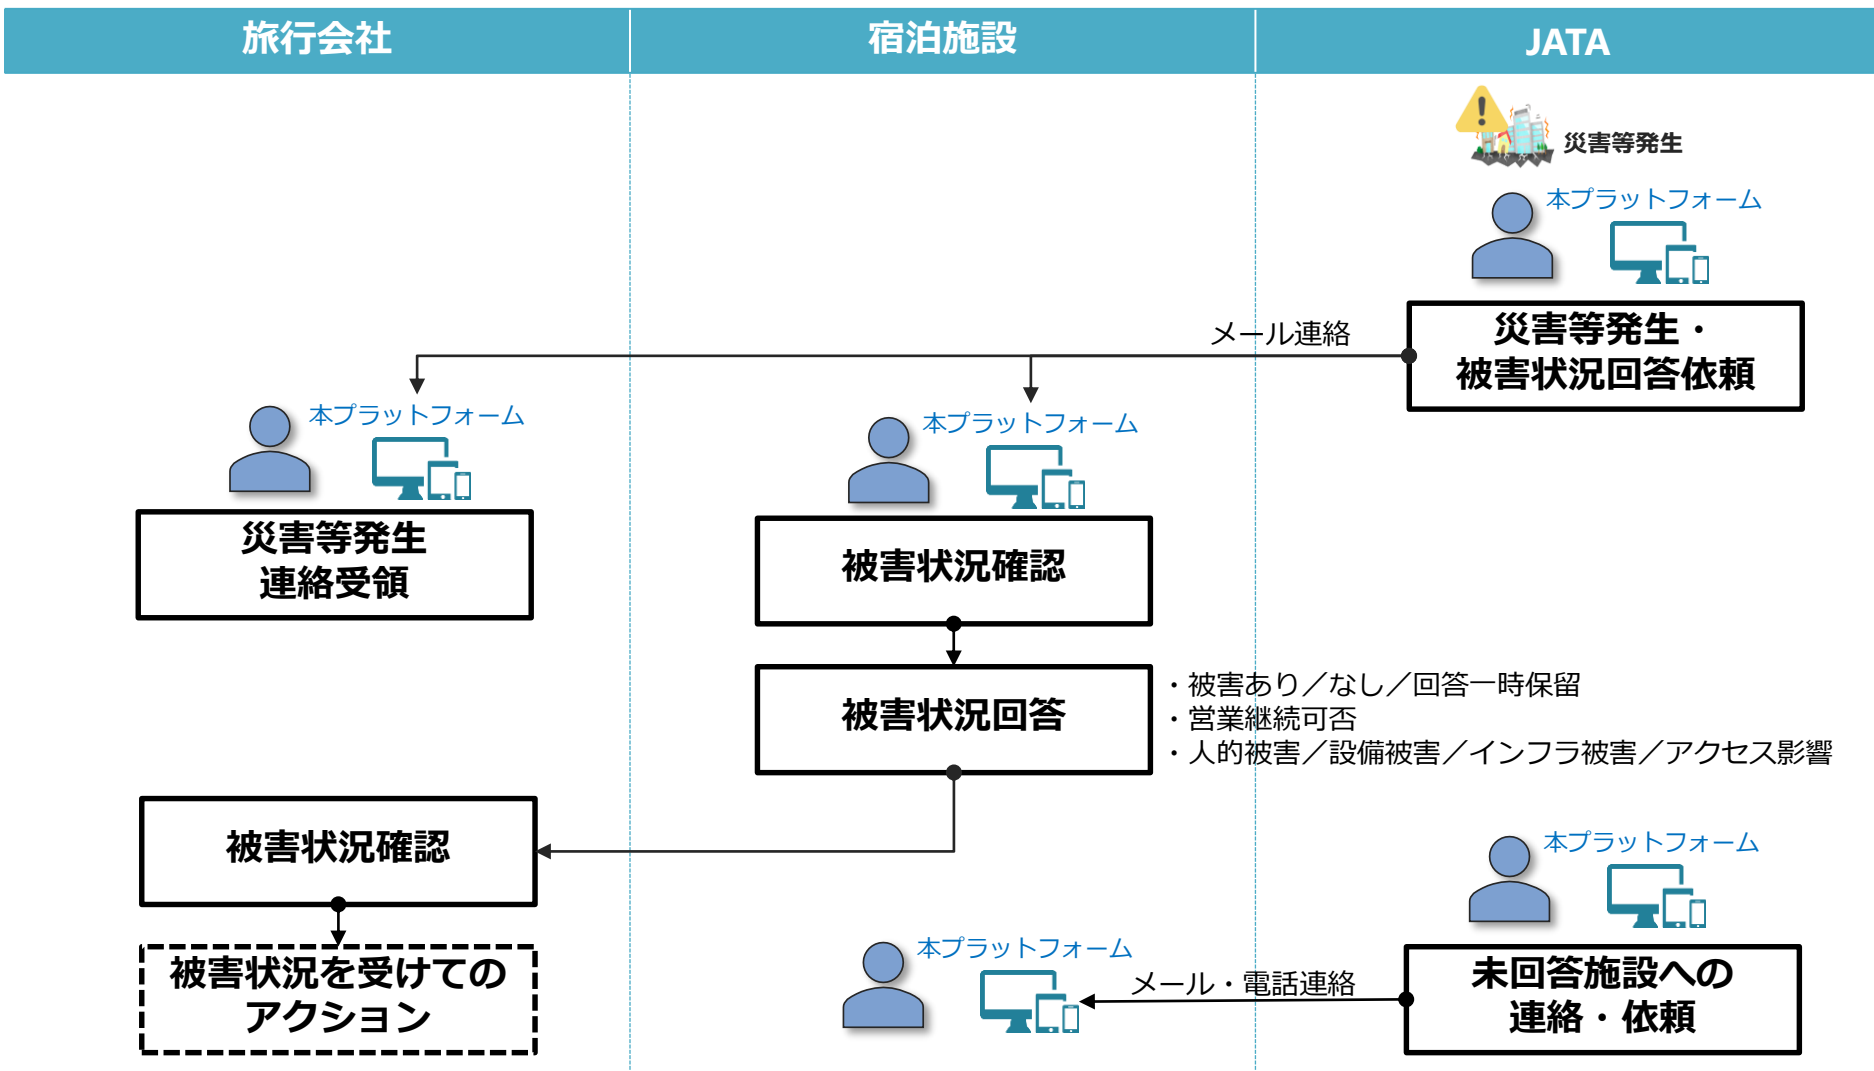 旅行会社
宿泊施設
JATA
災害等発生
本プラットフォーム
災害等発生・
被害状況回答依頼
メール連絡
本プラットフォーム
災害等発生
連絡受領
本プラットフォーム
被害状況確認
被害状況回答
・被害あり／なし／回答一時保留
・営業継続可否
・人的被害／設備被害／インフラ被害／アクセス影響
被害状況確認
被害状況を受けての
アクション
本プラットフォーム
メール・電話連絡
本プラットフォーム
未回答施設への
連絡・依頼